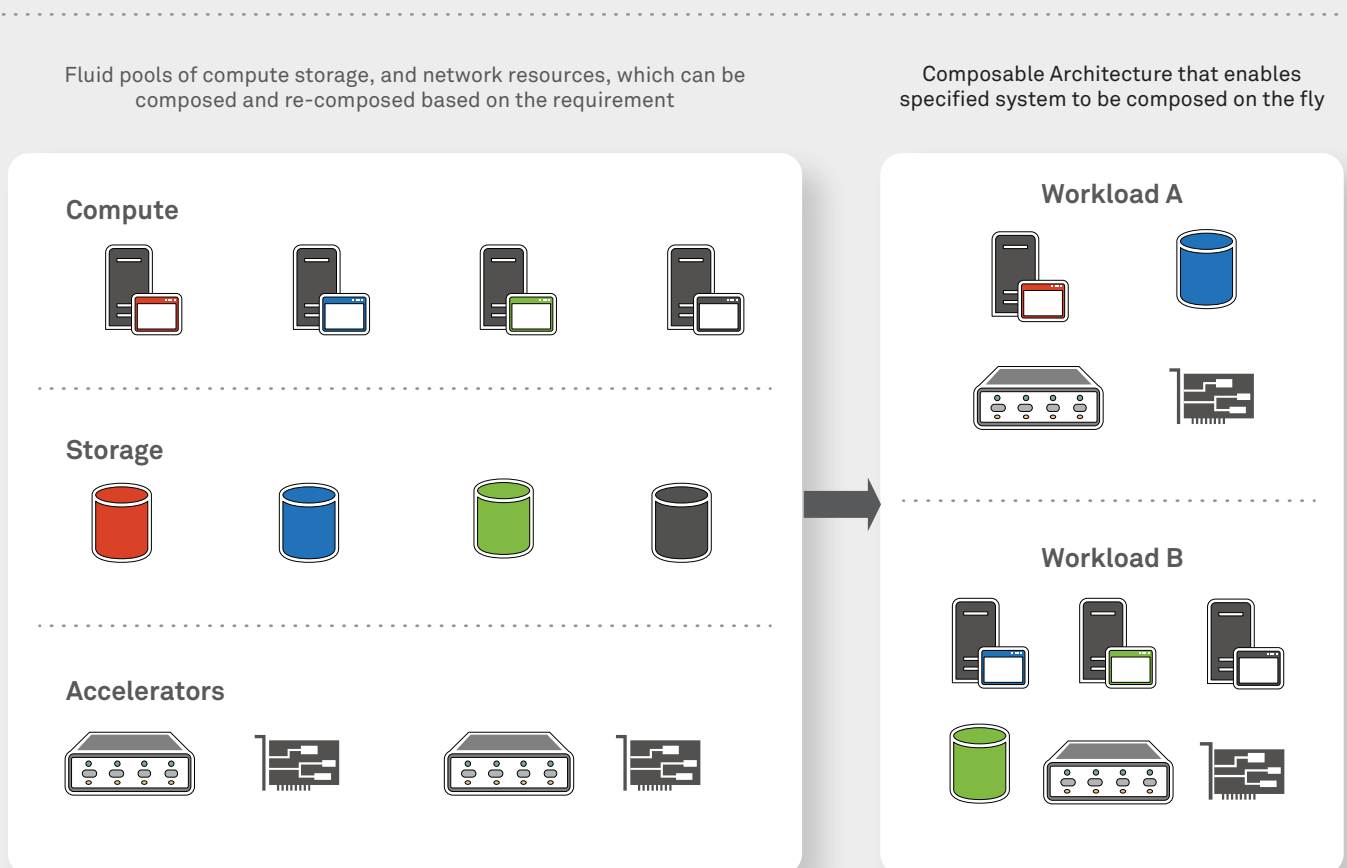 Fluid pools of compute storage, and network resources, which can be
composed and re-composed based on the requirement
Composable Architecture that enables
specified system to be composed on the fly
Compute
Storage
Accelerators
Workload A
Workload B